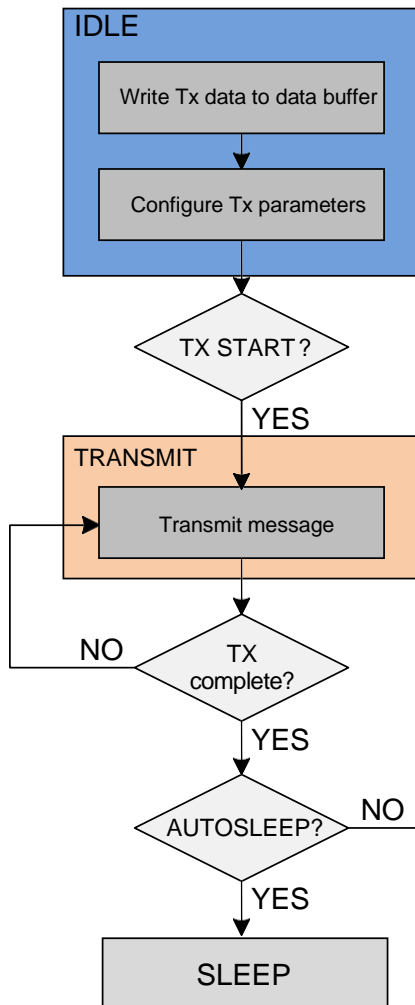 IDLE
Write Tx data to data buffer
Configure Tx parameters
TX START?
YES
TRANSMIT
Transmit message
NO
TX
complete?
YES
AUTOSLEEP?
NO
YES
SLEEP